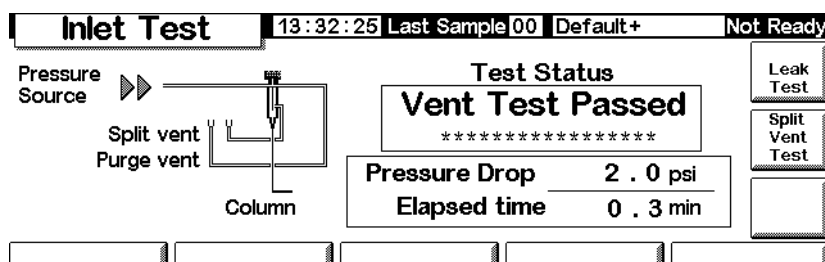 Inlet Test 13:32:25 Last Sample 00 Default+ Not Ready
Pressure
Source
Split vent
Purge vent
Column
Test Status
Vent Test Passed
*****************
Pressure Drop 2 . 0 psi
Elapsed time 0 . 3 min
Leak
Test
Split
Vent
Test